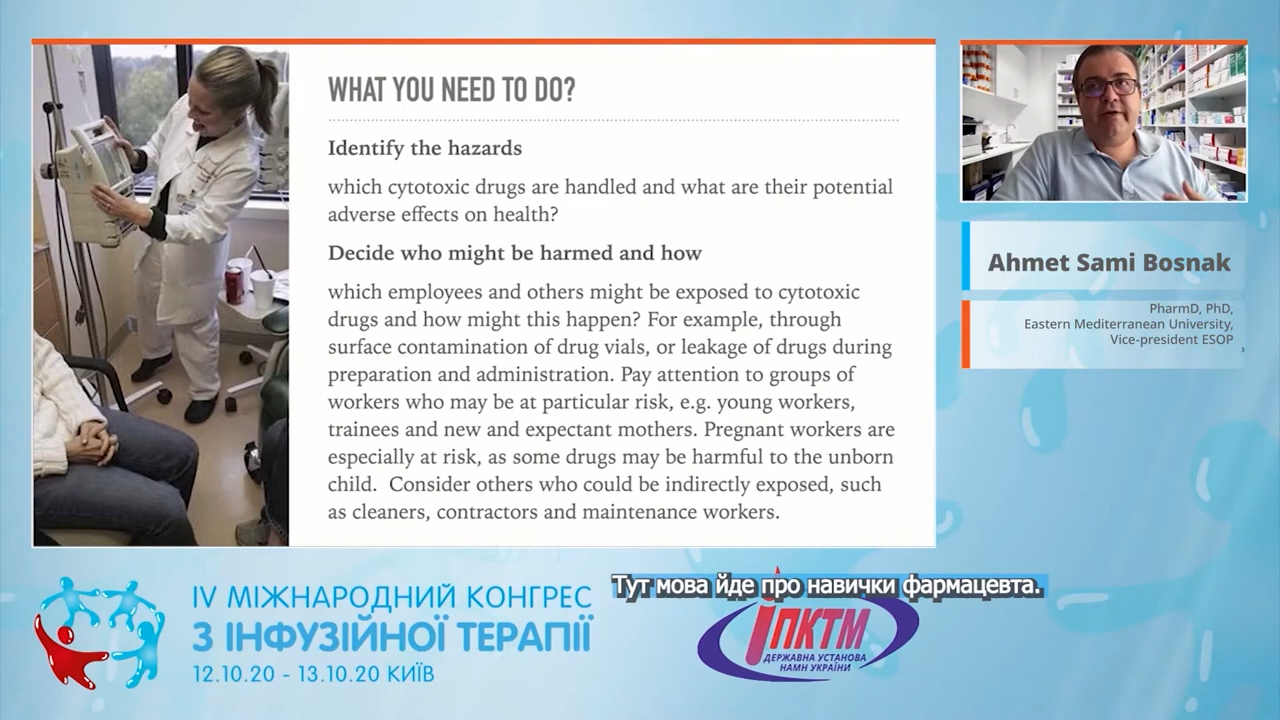 WHAT YOU NEED TO DO?
Identify the hazards
which cytotoxic drugs are handled and what are their potential
adverse effects on health?
Decide who might be harmed and how
which employees and others might be exposed to cytotoxic
drugs and how might this happen? For example, through
surface contamination of drug vials, or leakage of drugs during
preparation and administration. Pay attention to groups of
workers who may be at particular risk, e.g. young workers,
trainees and new and expectant mothers. Pregnant workers are
especially at risk, as some drugs may be harmful to the unborn
child.  Consider others who could be indirectly exposed, such
as cleaners, contractors and maintenance workers.
Ahmet Sami Bosnak
PharmD, PhD,
Eastern Mediterranean University,
Vice-president ESOP
Тут мова йде про навички фармацевта.
IV МІЖНАРОДНИЙ КОНГРЕС
З ІНФУЗІЙНОЇ ТЕРАПІЇ
12.10.20 - 13.10.20 КИЇВ
ІПКТМ
ДЕРЖАВНА УСТАНОВА
НАМН УКРАЇНИ